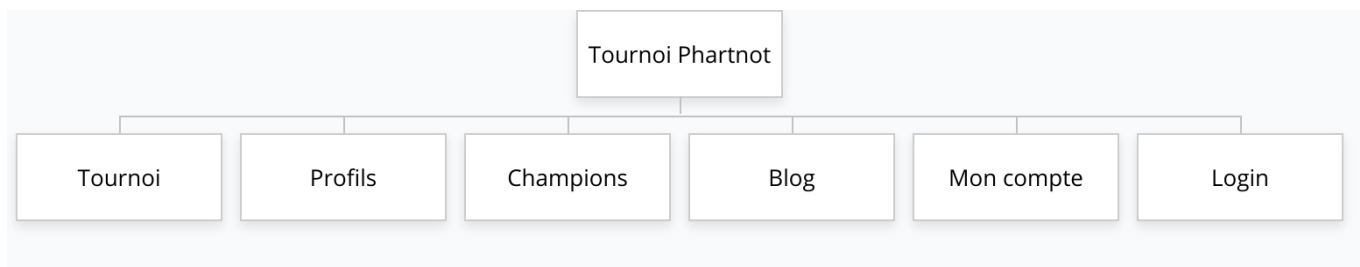 Tournoi Phartnot
Tournoi
Profils
Champions
Blog
Mon compte
Login